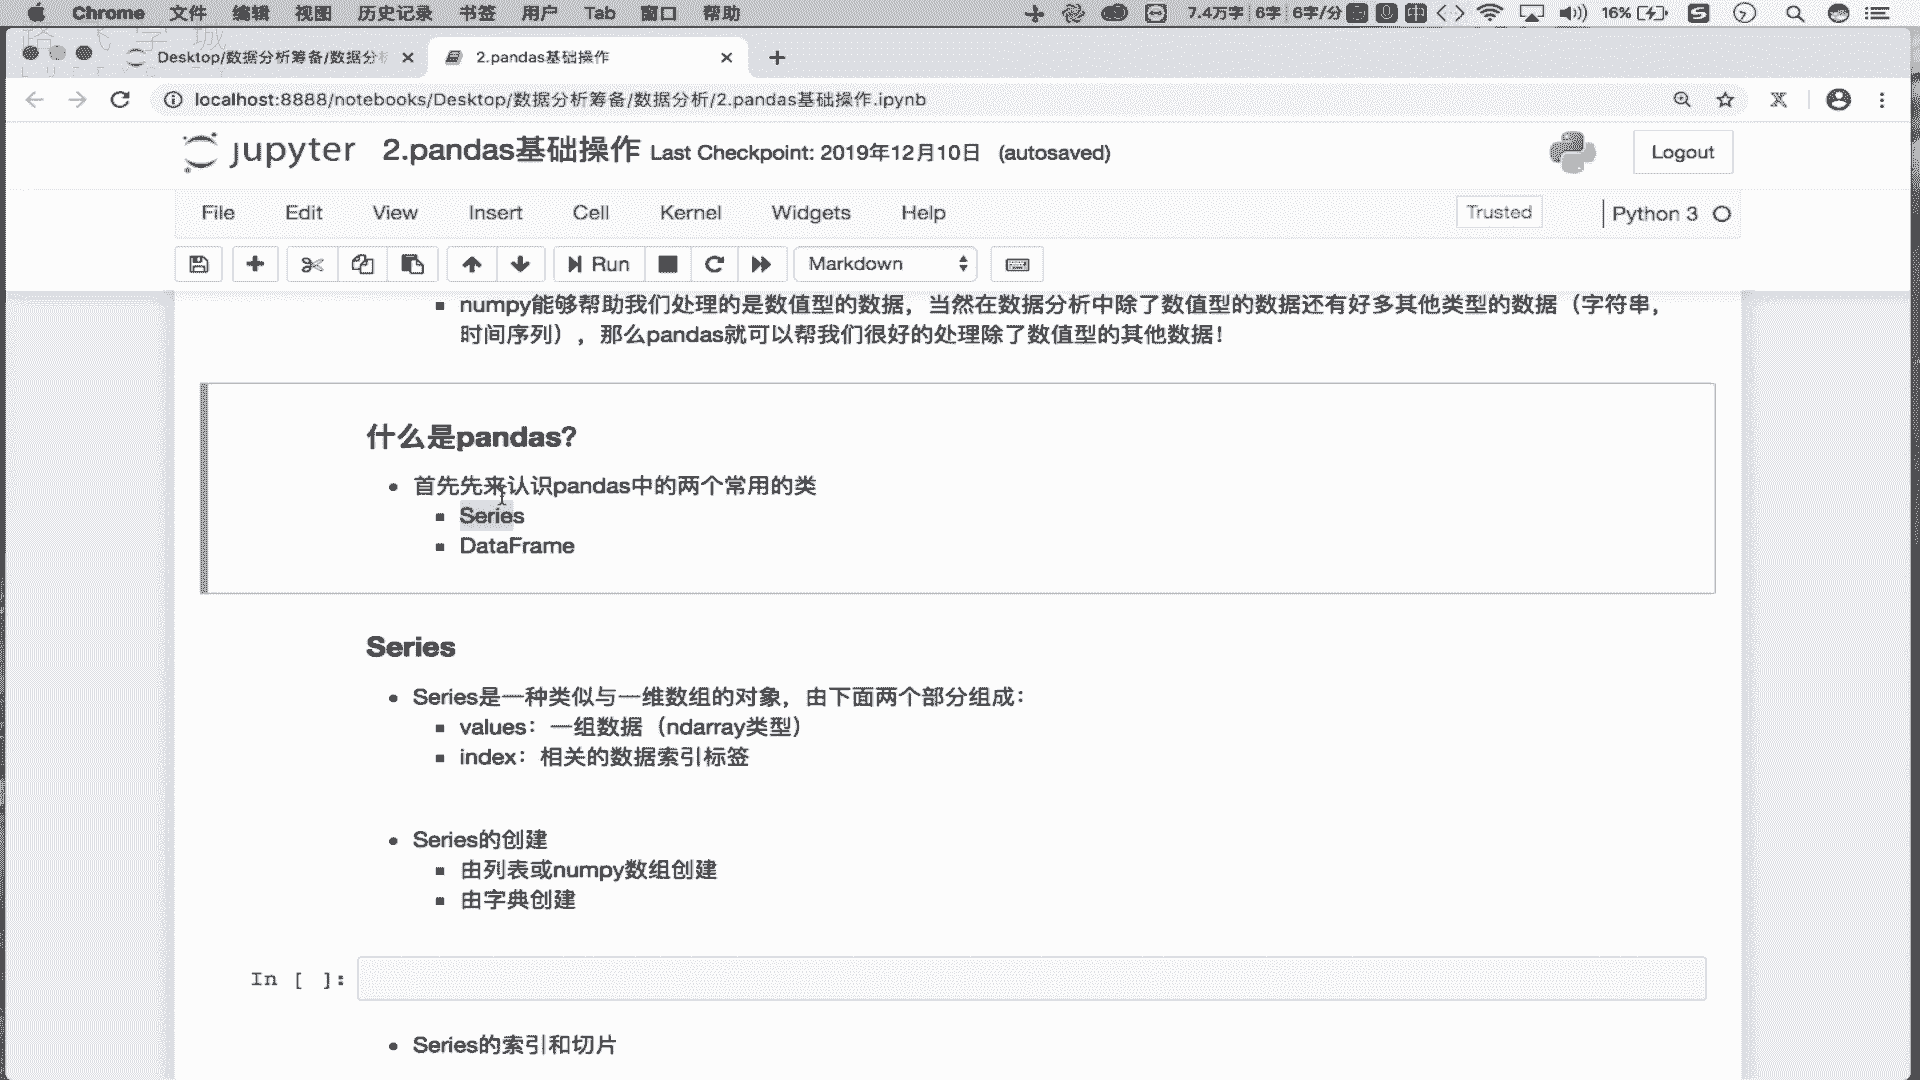 Chrome 文件 编辑 视图 历史记录 书签 用户 Tab 窗口 帮助 7.4万字 6字 6字/分 中 16%
路飞学城
Desktop/数据分析筹备/数据分析 2.pandas基础操作
localhost:8888/notebooks/Desktop/数据分析筹备/数据分析/2.pandas基础操作.ipynb
jupyter 2.pandas基础操作 Last Checkpoint: 2019年12月10日 (autosaved) Logout
File Edit View Insert Cell Kernel Widgets Help Trusted Python 3
Run Markdown
numpy能够帮助我们处理的是数值型的数据，当然在数据分析中除了数值型的数据还有好多其他类型的数据（字符串，
时间序列），那么pandas就可以帮我们很好的处理除了数值型的其他数据！
什么是pandas?
首先先来认识pandas中的两个常用的类
Series
DataFrame
Series
Series是一种类似与一维数组的对象，由下面两个部分组成：
values：一组数据（ndarray类型）
index：相关的数据索引标签
Series的创建
由列表或numpy数组创建
由字典创建
In [ ]:
Series的索引和切片